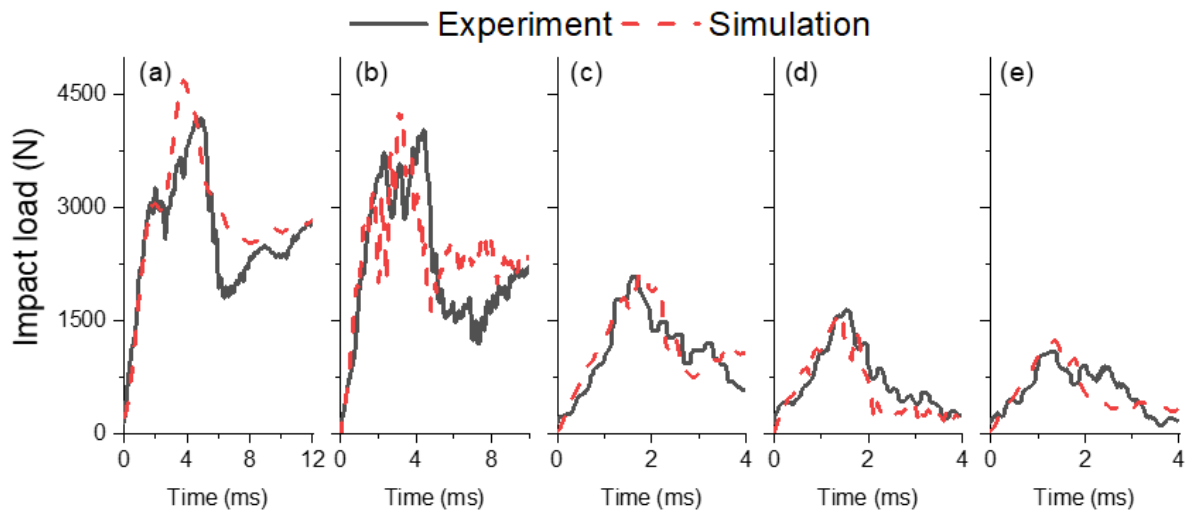 Experiment Simulation
(a) (b) (c) (d) (e)
Impact load (N)
4500
3000
1500
0
0 4 8 12 0 4 8 0 2 4 0 2 4 0 2 4
Time (ms) Time (ms) Time (ms) Time (ms) Time (ms)